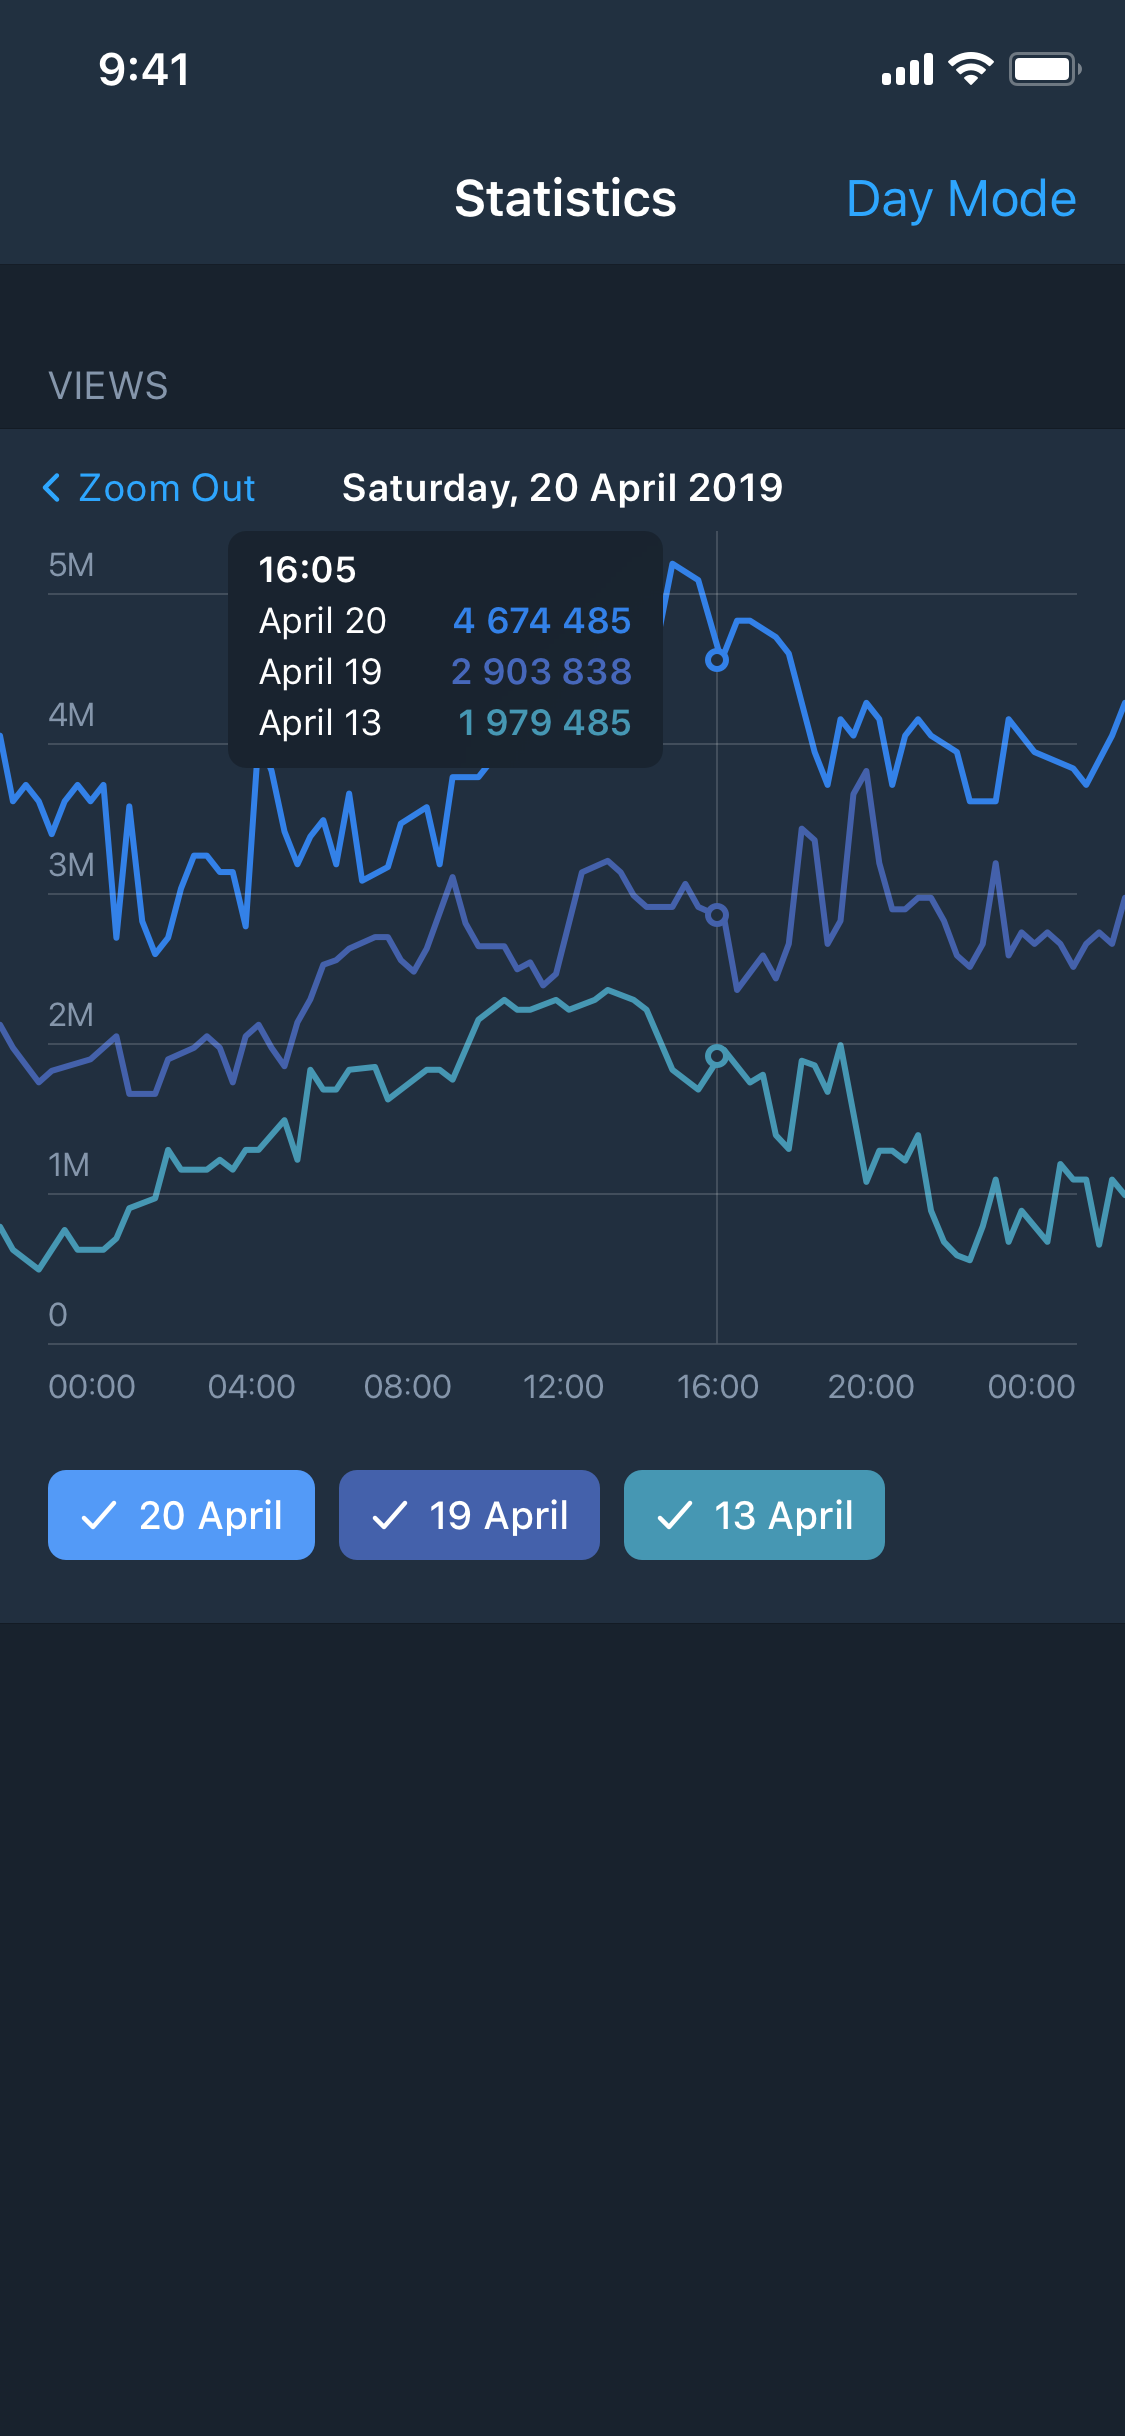 9:41
Statistics
Day Mode
VIEWS
Zoom Out
Saturday, 20 April 2019
5M
16:05
April 20 4 674 485
April 19 2 903 838
April 13 1 979 485
4M
3M
2M
1M
0
00:00 04:00 08:00 12:00 16:00 20:00 00:00
20 April
19 April
13 April